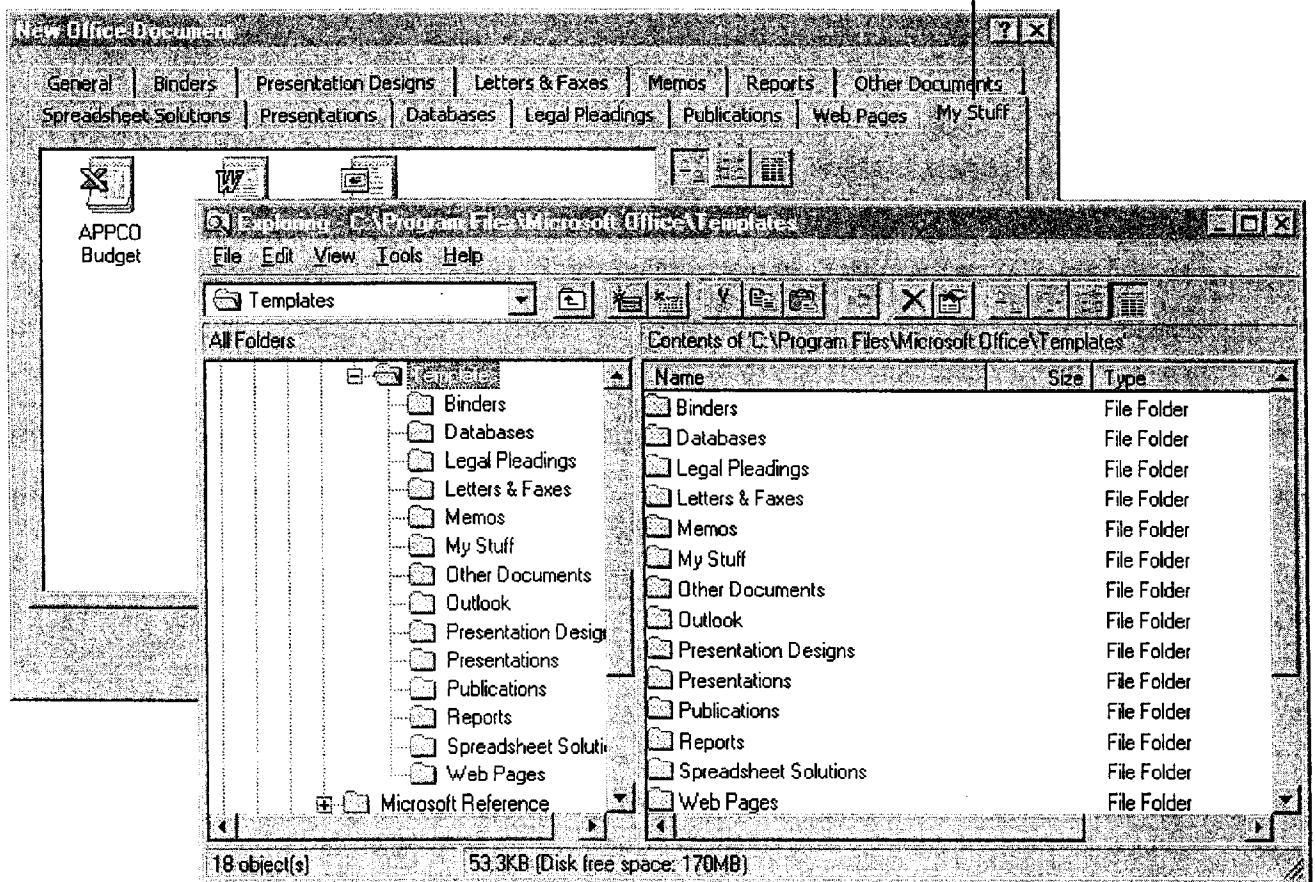 New Office Document
General Binders Presentation Designs Letters & Faxes Memos Reports Other Documents
Spreadsheet Solutions Presentations Databases Legal Pleadings Publications Web Pages My Stuff
APPCO
Budget
Exploring - C:\Program Files\Microsoft Office\Templates
File Edit View Tools Help
Templates
All Folders
Contents of 'C:\Program Files\Microsoft Office\Templates'
Templates
Binders
Databases
Legal Pleadings
Letters & Faxes
Memos
My Stuff
Other Documents
Outlook
Presentation Desig
Presentations
Publications
Reports
Spreadsheet Soluti
Web Pages
Microsoft Reference
Name Size Type
Binders File Folder
Databases File Folder
Legal Pleadings File Folder
Letters & Faxes File Folder
Memos File Folder
My Stuff File Folder
Other Documents File Folder
Outlook File Folder
Presentation Designs File Folder
Presentations File Folder
Publications File Folder
Reports File Folder
Spreadsheet Solutions File Folder
Web Pages File Folder
18 object(s) 53.3KB (Disk free space: 170MB)